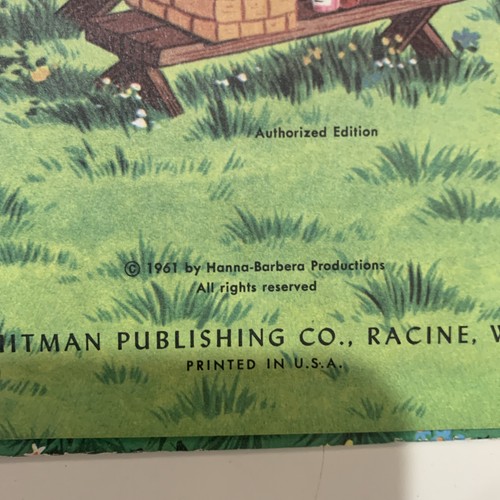 Authorized Edition
© 1961 by Hanna-Barbera Productions
All rights reserved
PUBLISHING CO., RACINE,
PRINTED IN U.S.A.